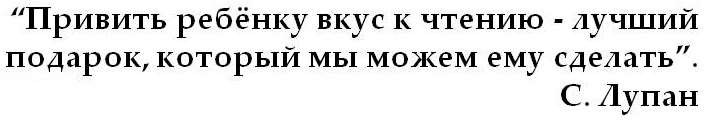 “Привить ребёнку вкус к чтению - лучший
подарок, который мы можем ему сделать”.
С. Лупан